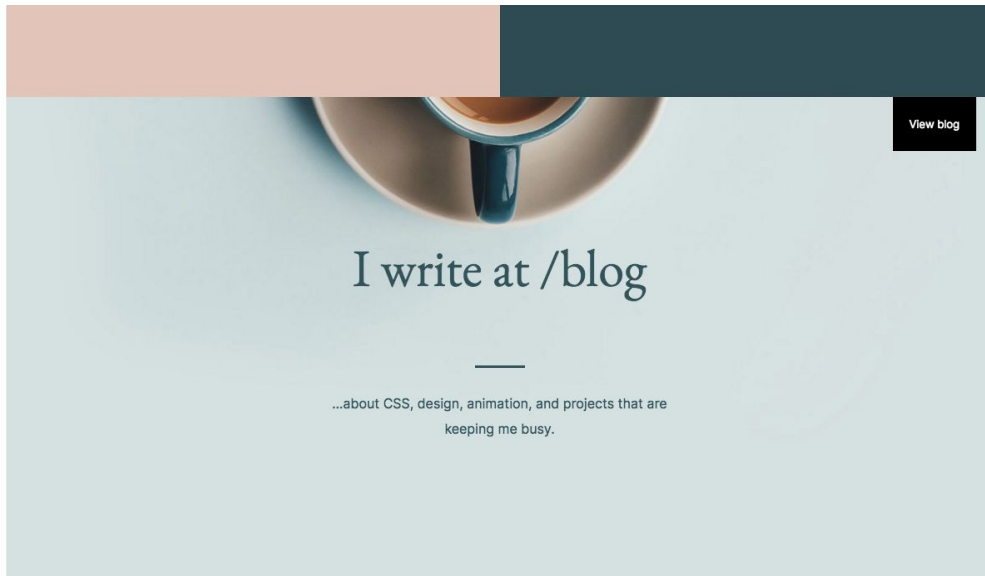 View blog
I write at /blog
...about CSS, design, animation, and projects that are
keeping me busy.